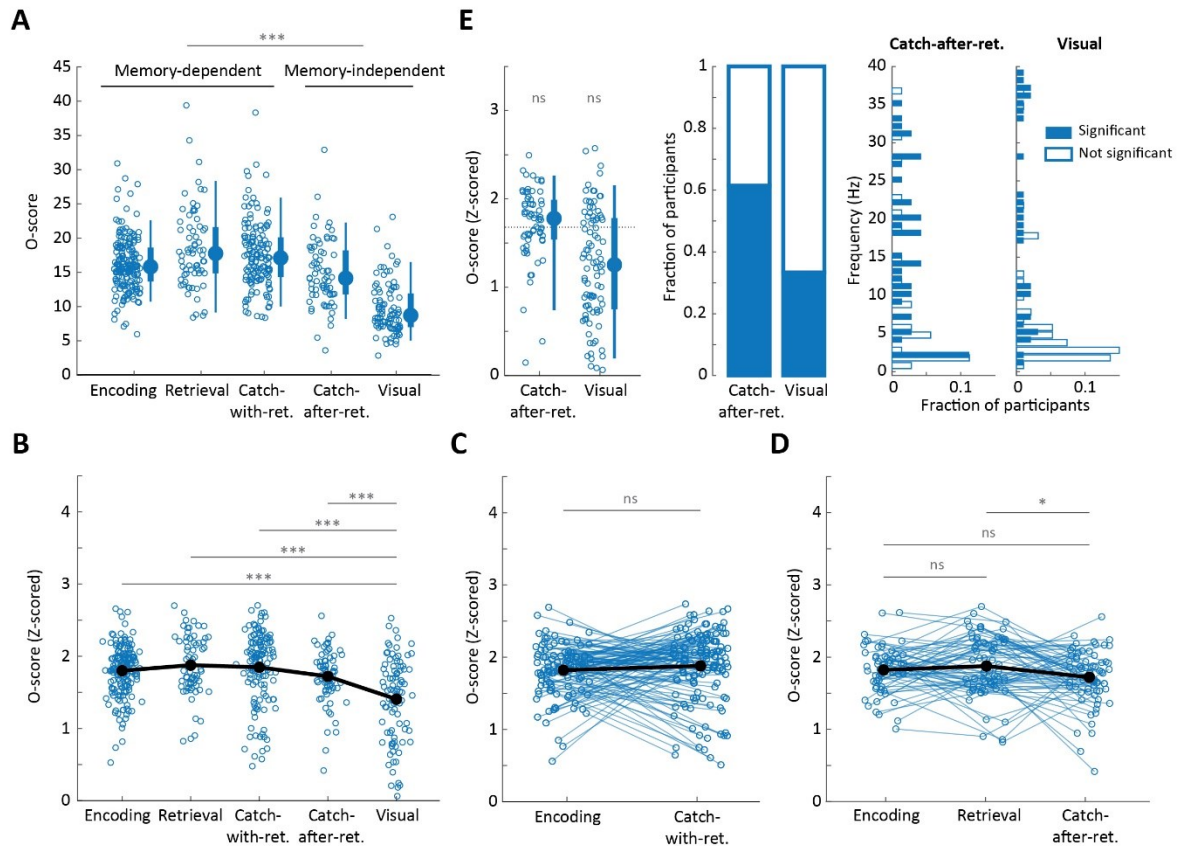 A
***
Memory-dependent Memory-independent
O-score
45
40
35
30
25
20
15
10
5
0
Encoding Retrieval Catch-with-ret. Catch-after-ret. Visual
E
O-score (Z-scored)
3
2
1
0
ns ns
Catch-after-ret. Visual
Fraction of participants
1
0.8
0.6
0.4
0.2
0
Catch-after-ret. Visual
Catch-after-ret. Visual
Frequency (Hz)
40
35
30
25
20
15
10
5
0
Significant
Not significant
0 0.1 0 0.1
Fraction of participants
B
O-score (Z-scored)
4
3
2
1
0
***
***
***
***
Encoding Retrieval Catch-with-ret. Catch-after-ret. Visual
C
O-score (Z-scored)
4
3
2
1
0
ns
Encoding Catch-with-ret.
D
O-score (Z-scored)
4
3
2
1
0
*
ns
ns
Encoding Retrieval Catch-after-ret.